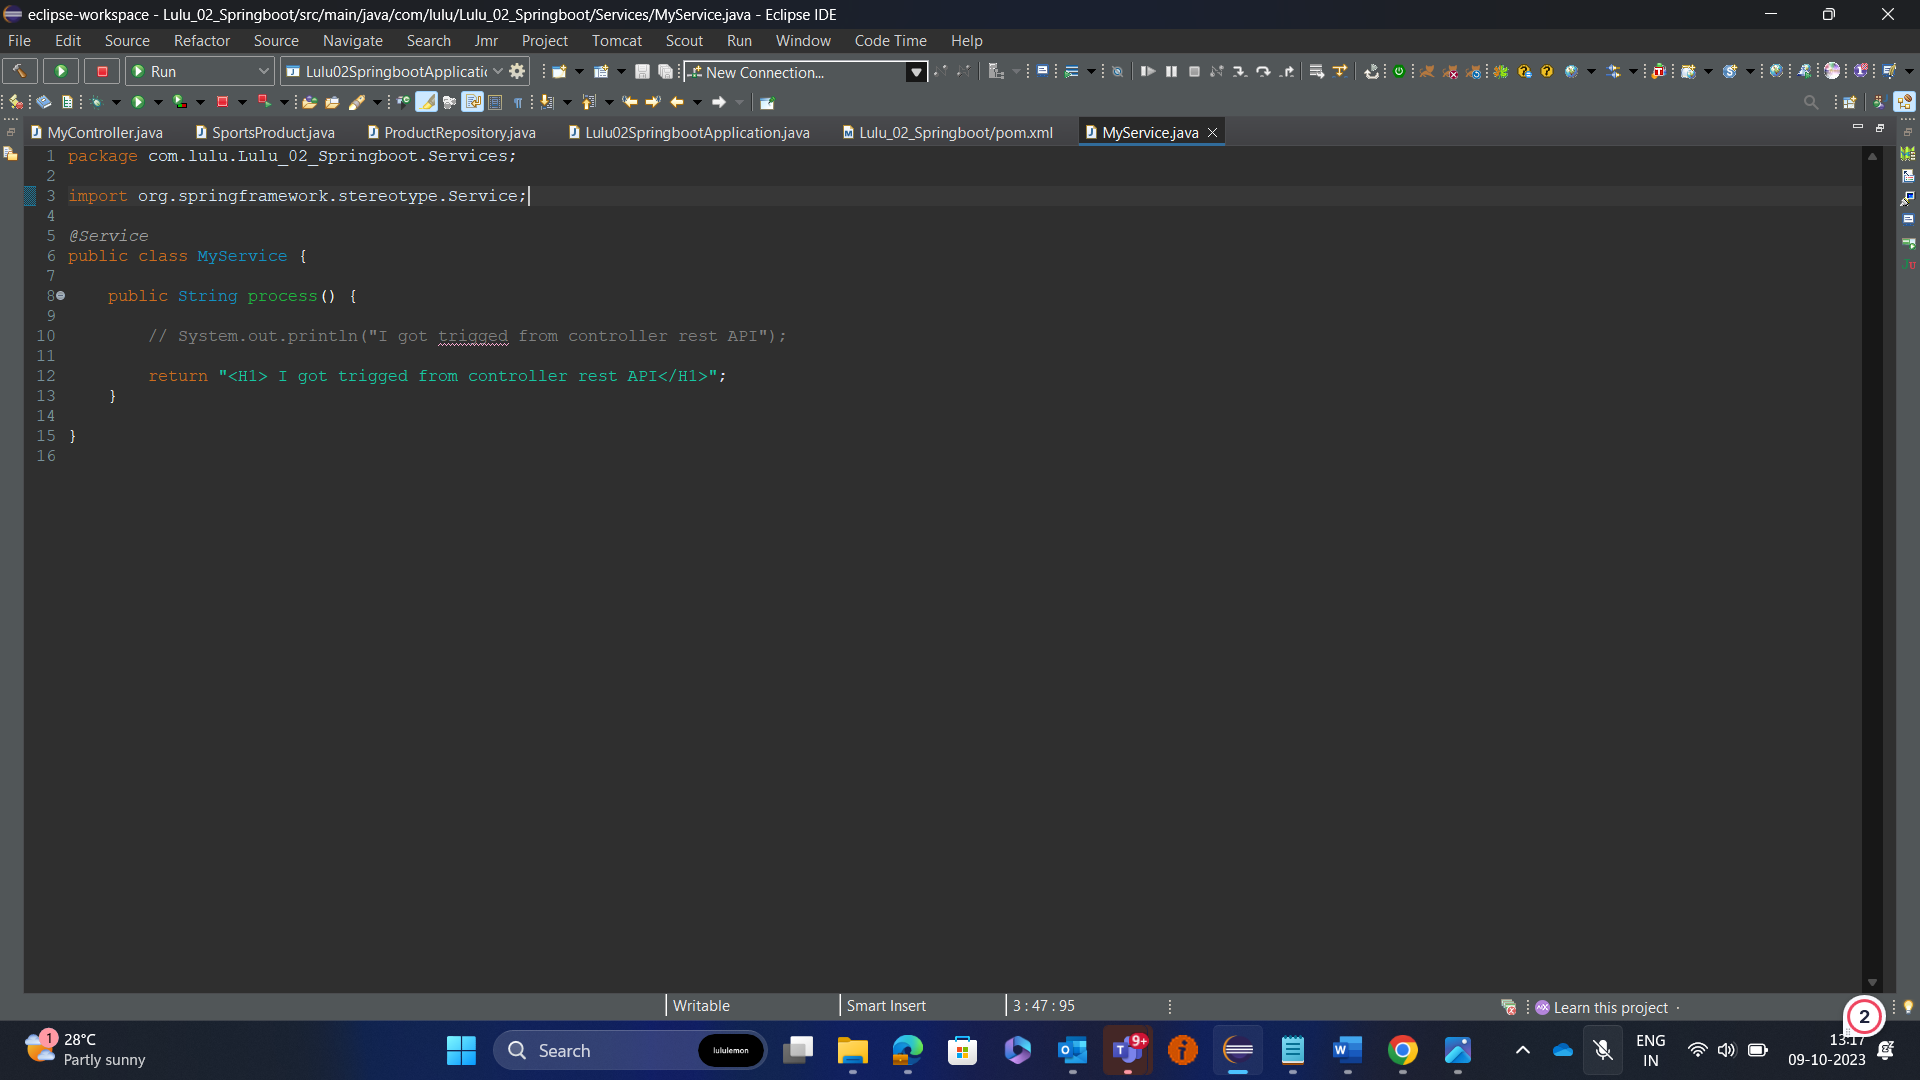 eclipse-workspace - Lulu_02_Springboot/src/main/java/com/lulu/Lulu_02_Springboot/Services/MyService.java - Eclipse IDE
File Edit Source Refactor Source Navigate Search Jmr Project Tomcat Scout Run Window Code Time Help
Run Lulu02SpringbootApplicatic New Connection...
MyController.java SportsProduct.java ProductRepository.java Lulu02SpringbootApplication.java Lulu_02_Springboot/pom.xml MyService.java
1 package com.lulu.Lulu_02_Springboot.Services;
2
3 import org.springframework.stereotype.Service;
4
5 @Service
6 public class MyService {
7
8 public String process() {
9
10 // System.out.println("I got trigged from controller rest API");
11
12 return "<H1> I got trigged from controller rest API</H1>";
13 }
14
15 }
16
Writable Smart Insert 3 : 47 : 95 Learn this project
2
1 28°C
Partly sunny
Search lululemon
9+
ENG
IN
13:17
09-10-2023